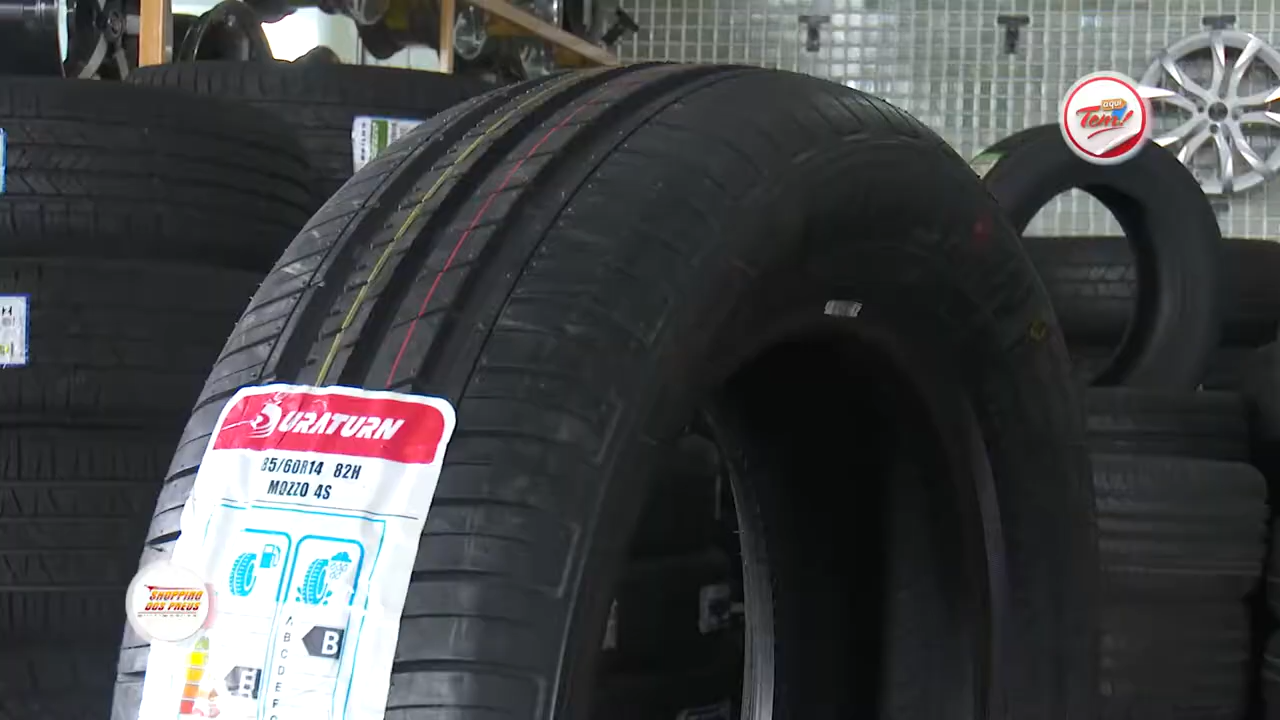 aqui
Tem!
DURATURN
85/60R14 82H
MOZZO 4S
SHOPPING
DOS PNEUS
A
B
B
C
D
E
E
F